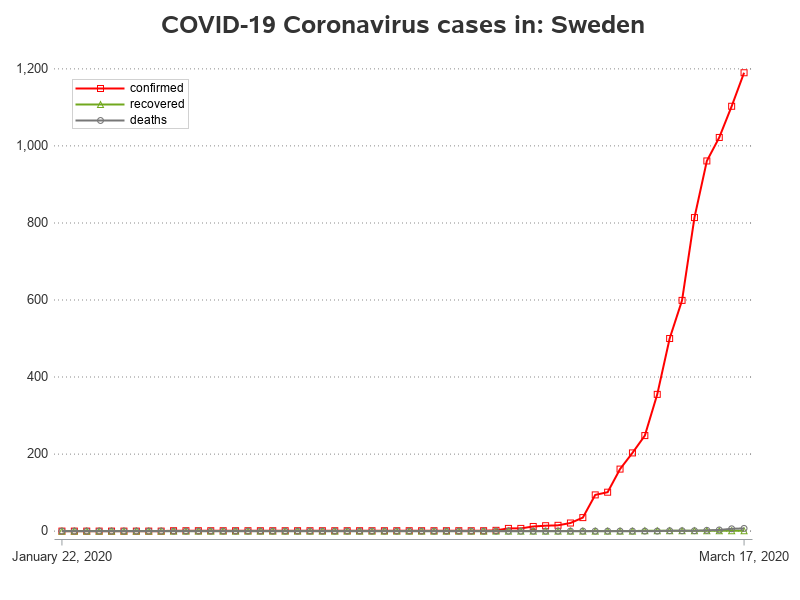 COVID-19 Coronavirus cases in: Sweden
1,200
confirmed
recovered
deaths
1,000
800
600
400
200
0
January 22, 2020
March 17, 2020